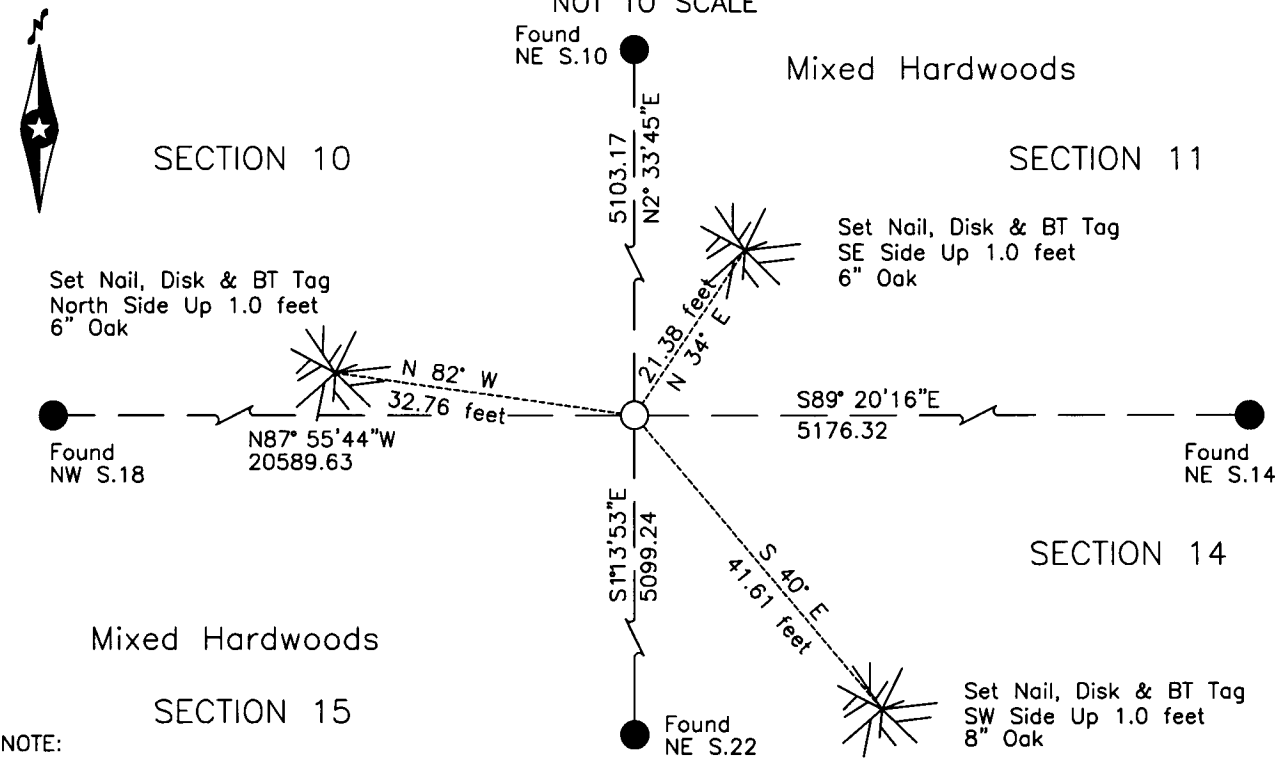 NOT TO SCALE
N
Found
NE S.10
Mixed Hardwoods
SECTION 10
5103.17
N2° 33'45"E
SECTION 11
Set Nail, Disk & BT Tag
SE Side Up 1.0 feet
6" Oak
Set Nail, Disk & BT Tag
North Side Up 1.0 feet
6" Oak
21.38 feet
N 34° E
N 82° W
32.76 feet
S89° 20'16"E
5176.32
N87° 55'44"W
20589.63
Found
NW S.18
Found
NE S.14
S1°13'53"E
5099.24
S 40° E
41.61 feet
SECTION 14
Mixed Hardwoods
SECTION 15
Set Nail, Disk & BT Tag
SW Side Up 1.0 feet
8" Oak
Found
NE S.22
NOTE: